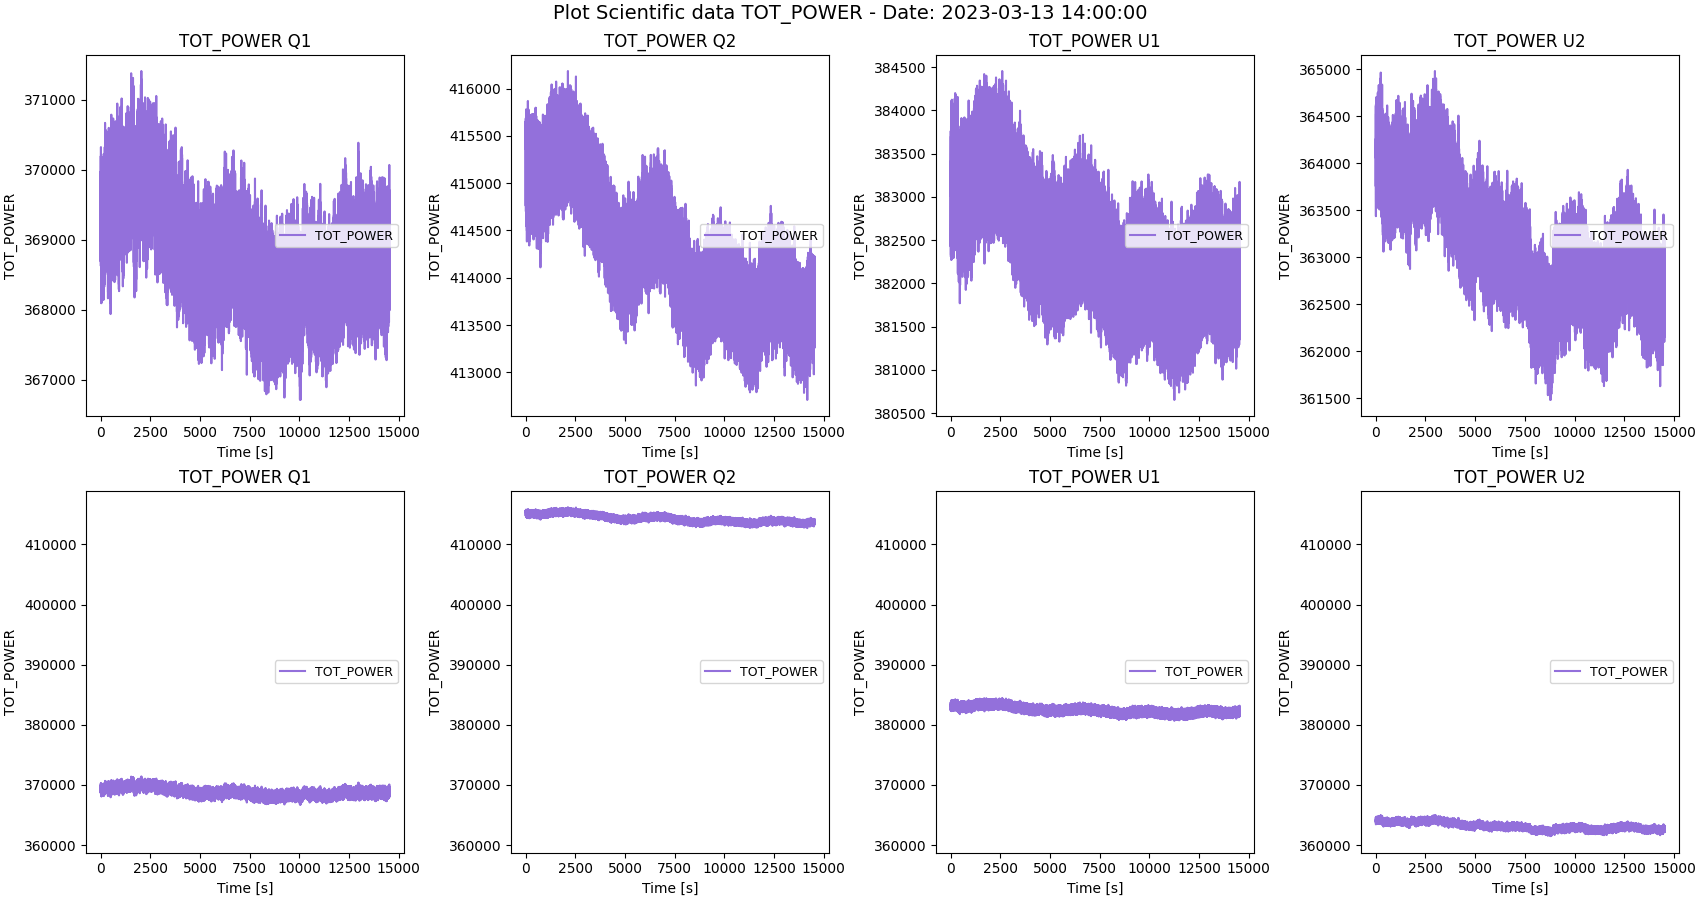 Plot Scientific data TOT_POWER - Date: 2023-03-13 14:00:00
TOT_POWER Q1
TOT_POWER
371000
370000
369000
368000
367000
TOT_POWER
0 2500 5000 7500 10000 12500 15000
Time [s]
TOT_POWER Q2
TOT_POWER
416000
415500
415000
414500
414000
413500
413000
TOT_POWER
0 2500 5000 7500 10000 12500 15000
Time [s]
TOT_POWER U1
TOT_POWER
384500
384000
383500
383000
382500
382000
381500
381000
380500
TOT_POWER
0 2500 5000 7500 10000 12500 15000
Time [s]
TOT_POWER U2
TOT_POWER
365000
364500
364000
363500
363000
362500
362000
361500
TOT_POWER
0 2500 5000 7500 10000 12500 15000
Time [s]
TOT_POWER Q1
TOT_POWER
410000
400000
390000
380000
370000
360000
TOT_POWER
0 2500 5000 7500 10000 12500 15000
Time [s]
TOT_POWER Q2
TOT_POWER
410000
400000
390000
380000
370000
360000
TOT_POWER
0 2500 5000 7500 10000 12500 15000
Time [s]
TOT_POWER U1
TOT_POWER
410000
400000
390000
380000
370000
360000
TOT_POWER
0 2500 5000 7500 10000 12500 15000
Time [s]
TOT_POWER U2
TOT_POWER
410000
400000
390000
380000
370000
360000
TOT_POWER
0 2500 5000 7500 10000 12500 15000
Time [s]